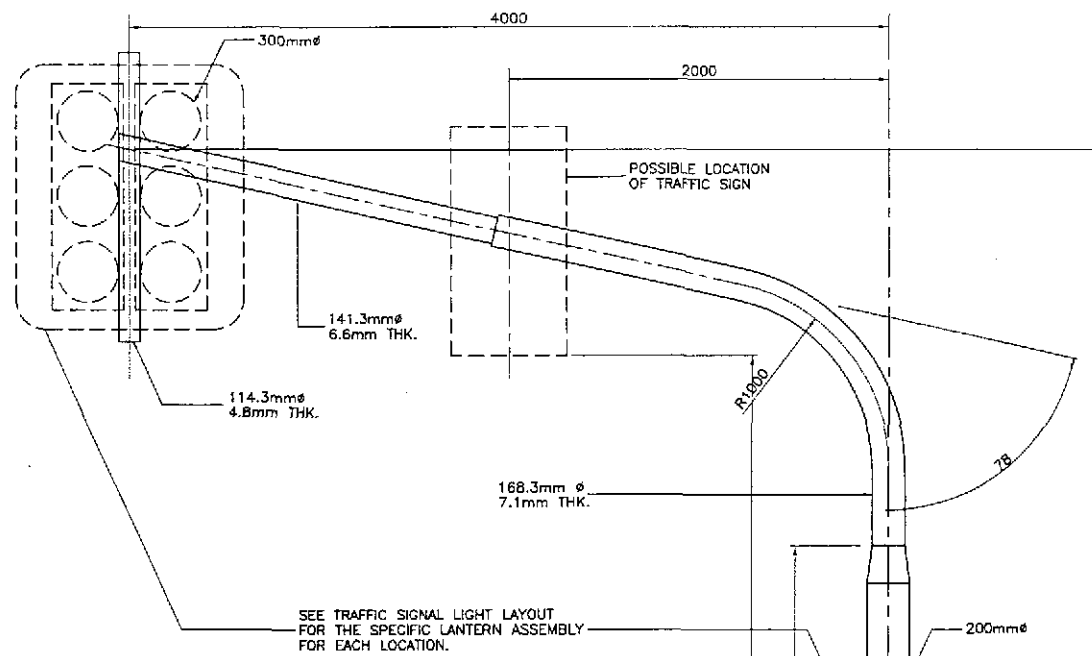 4000
300mmø
2000
POSSIBLE LOCATION
OF TRAFFIC SIGN
141.3mmø
6.6mm THK.
R1000
114.3mmø
4.8mm THK.
78
168.3mm ø
7.1mm THK.
SEE TRAFFIC SIGNAL LIGHT LAYOUT
FOR THE SPECIFIC LANTERN ASSEMBLY
FOR EACH LOCATION.
200mmø